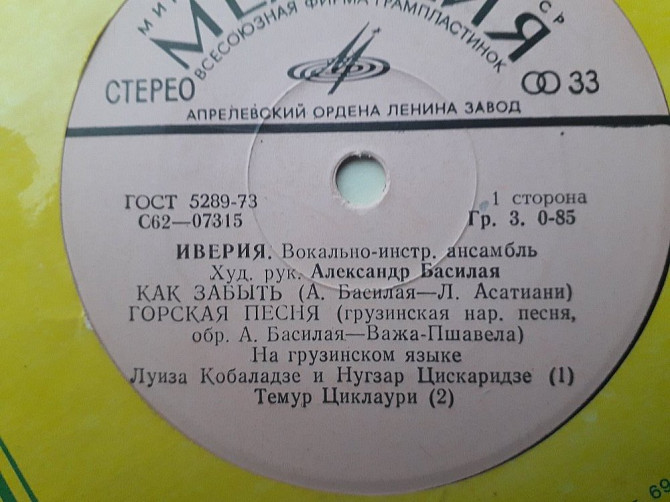 СТЕРЕО
ВСЕСОЮЗНАЯ ФИРМА ГРАМПЛАСТИНОК
33
АПРЕЛЕВСКИЙ ОРДЕНА ЛЕНИНА ЗАВОД
ГОСТ 5289-73
1 сторона
С62—07315
Гр. 3. 0-85
ИВЕРИЯ. Вокально-инстр. ансамбль
Худ. рук. Александр Басилая
КАК ЗАБЫТЬ (А. Басилая—Л. Асатиани)
ГОРСКАЯ ПЕСНЯ (грузинская нар. песня,
обр. А. Басилая—Важа-Пшавела)
На грузинском языке
Луиза Кобаладзе и Нугзар Цискаридзе (1)
Темур Циклаури (2)